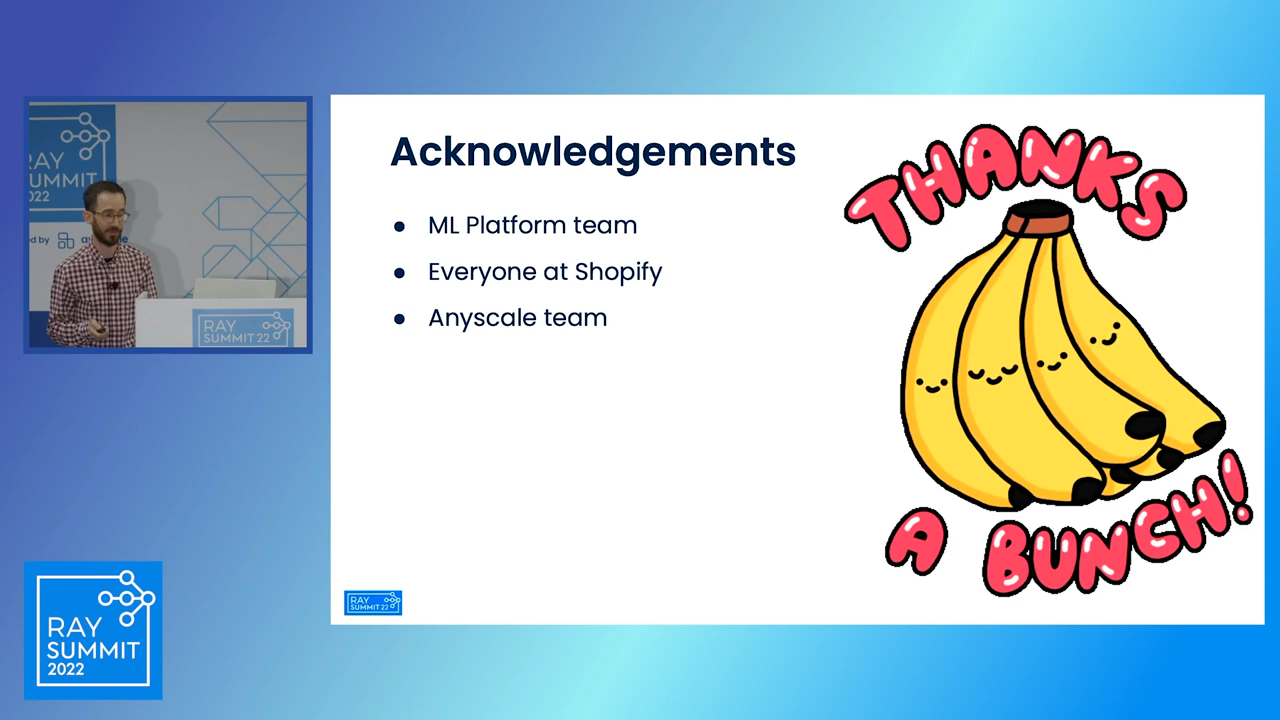 RAY
SUMMIT
2022
RAY
SUMMIT 22
Acknowledgements
● ML Platform team
● Everyone at Shopify
● Anyscale team
THANKS
A BUNCH!
RAY
SUMMIT 22
RAY
SUMMIT
2022